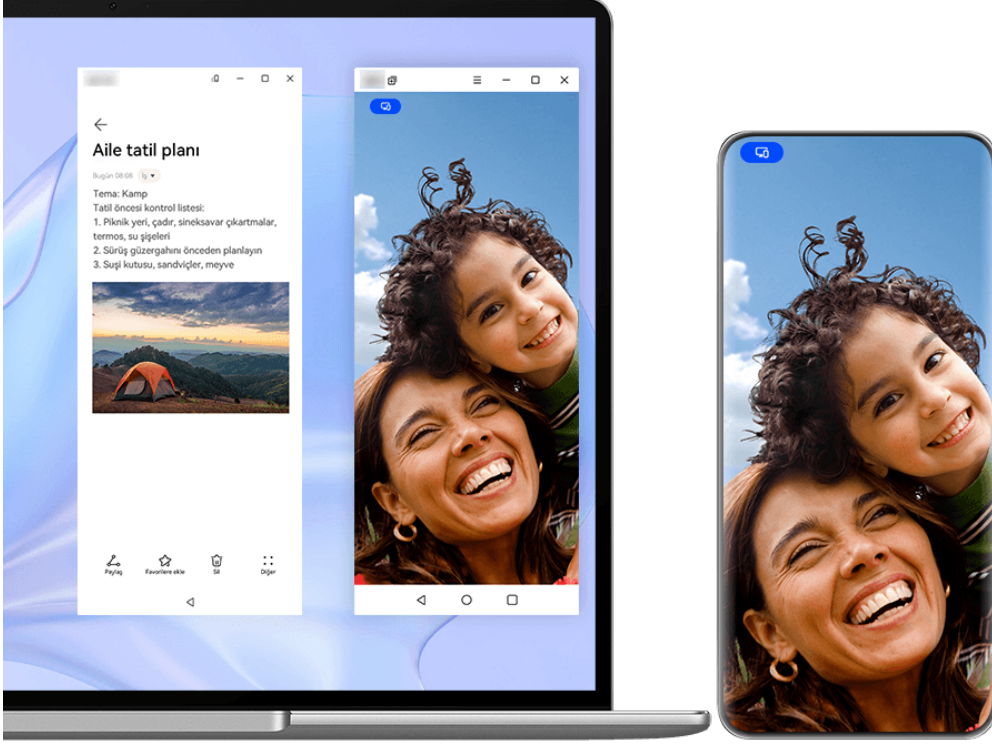 Aile tatil planı
Bugün 08:08 İş
Tema: Kamp
Tatil öncesi kontrol listesi:
1. Piknik yeri, çadır, sineksavar çıkartmalar,
termos, su şişeleri
2. Sürüş güzergahını önceden planlayın
3. Suşi kutusu, sandviçler, meyve
Paylaş Favorilere ekle Sil Diğer